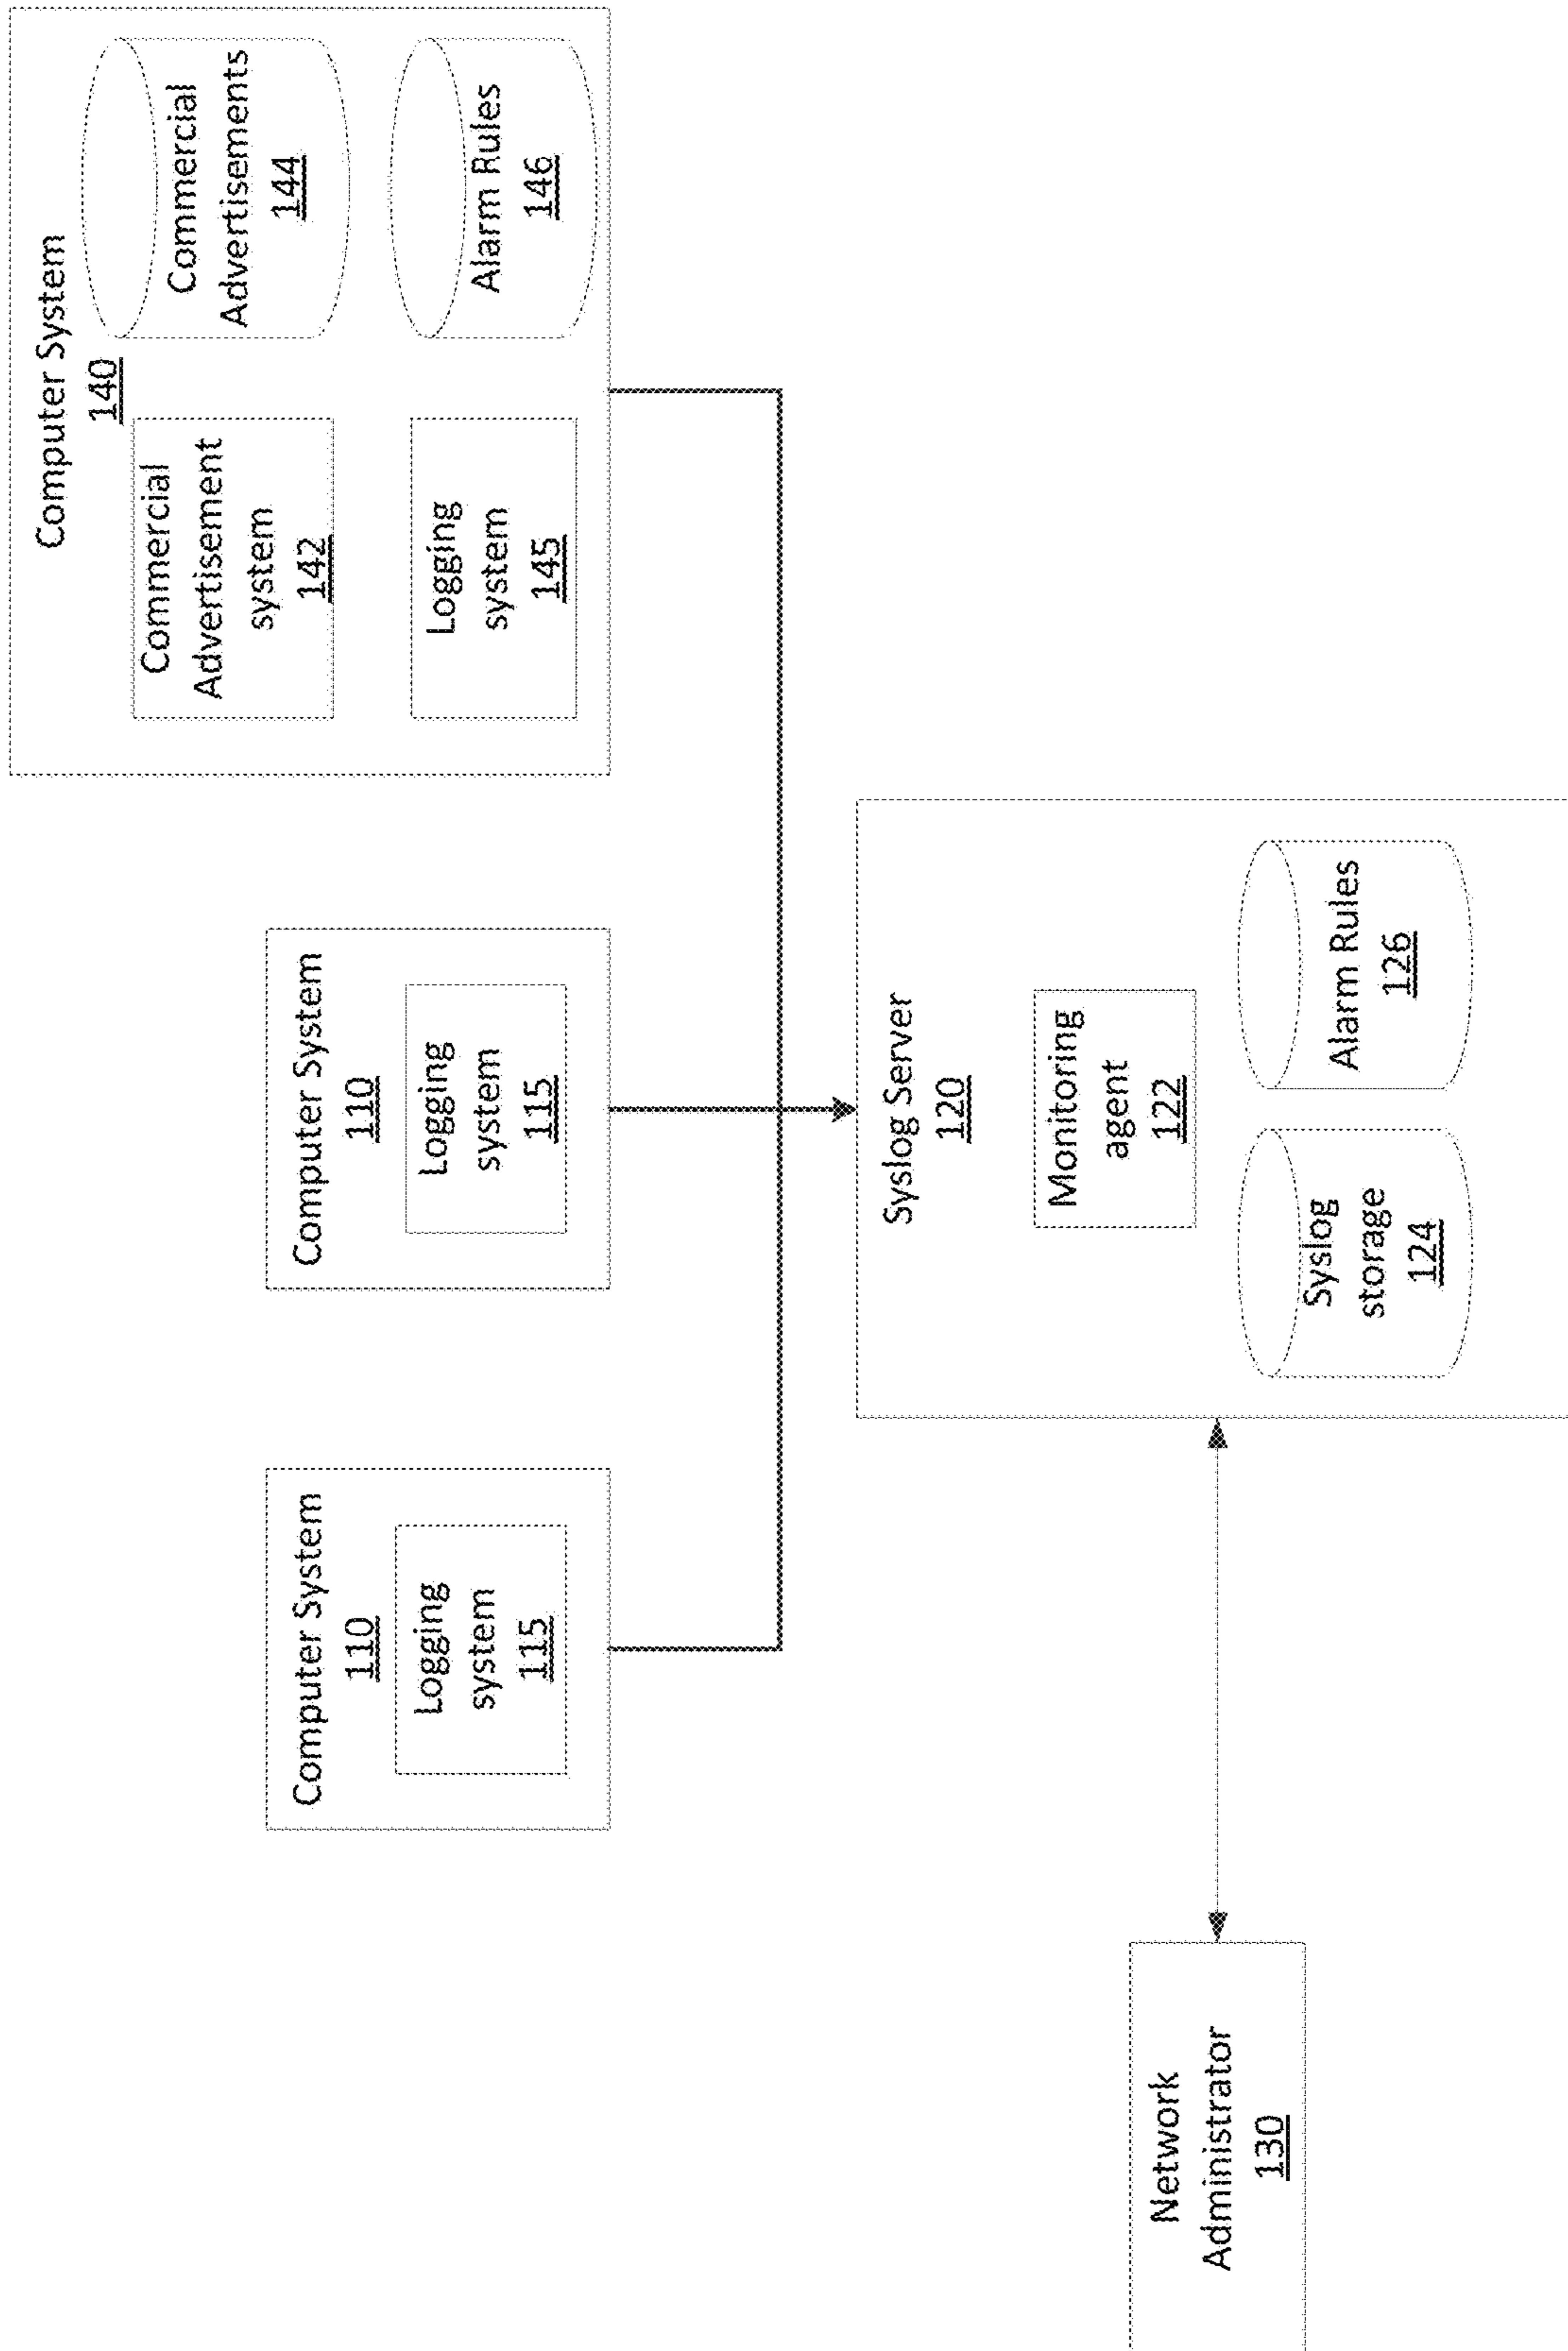 Computer System
110
Logging
system
115
Computer System
110
Logging
system
115
Computer System
140
Commercial
Advertisement
system
142
Commercial
Advertisements
144
Logging
system
145
Alarm Rules
146
Network
Administrator
130
Syslog Server
120
Monitoring
agent
122
Syslog
storage
124
Alarm Rules
126